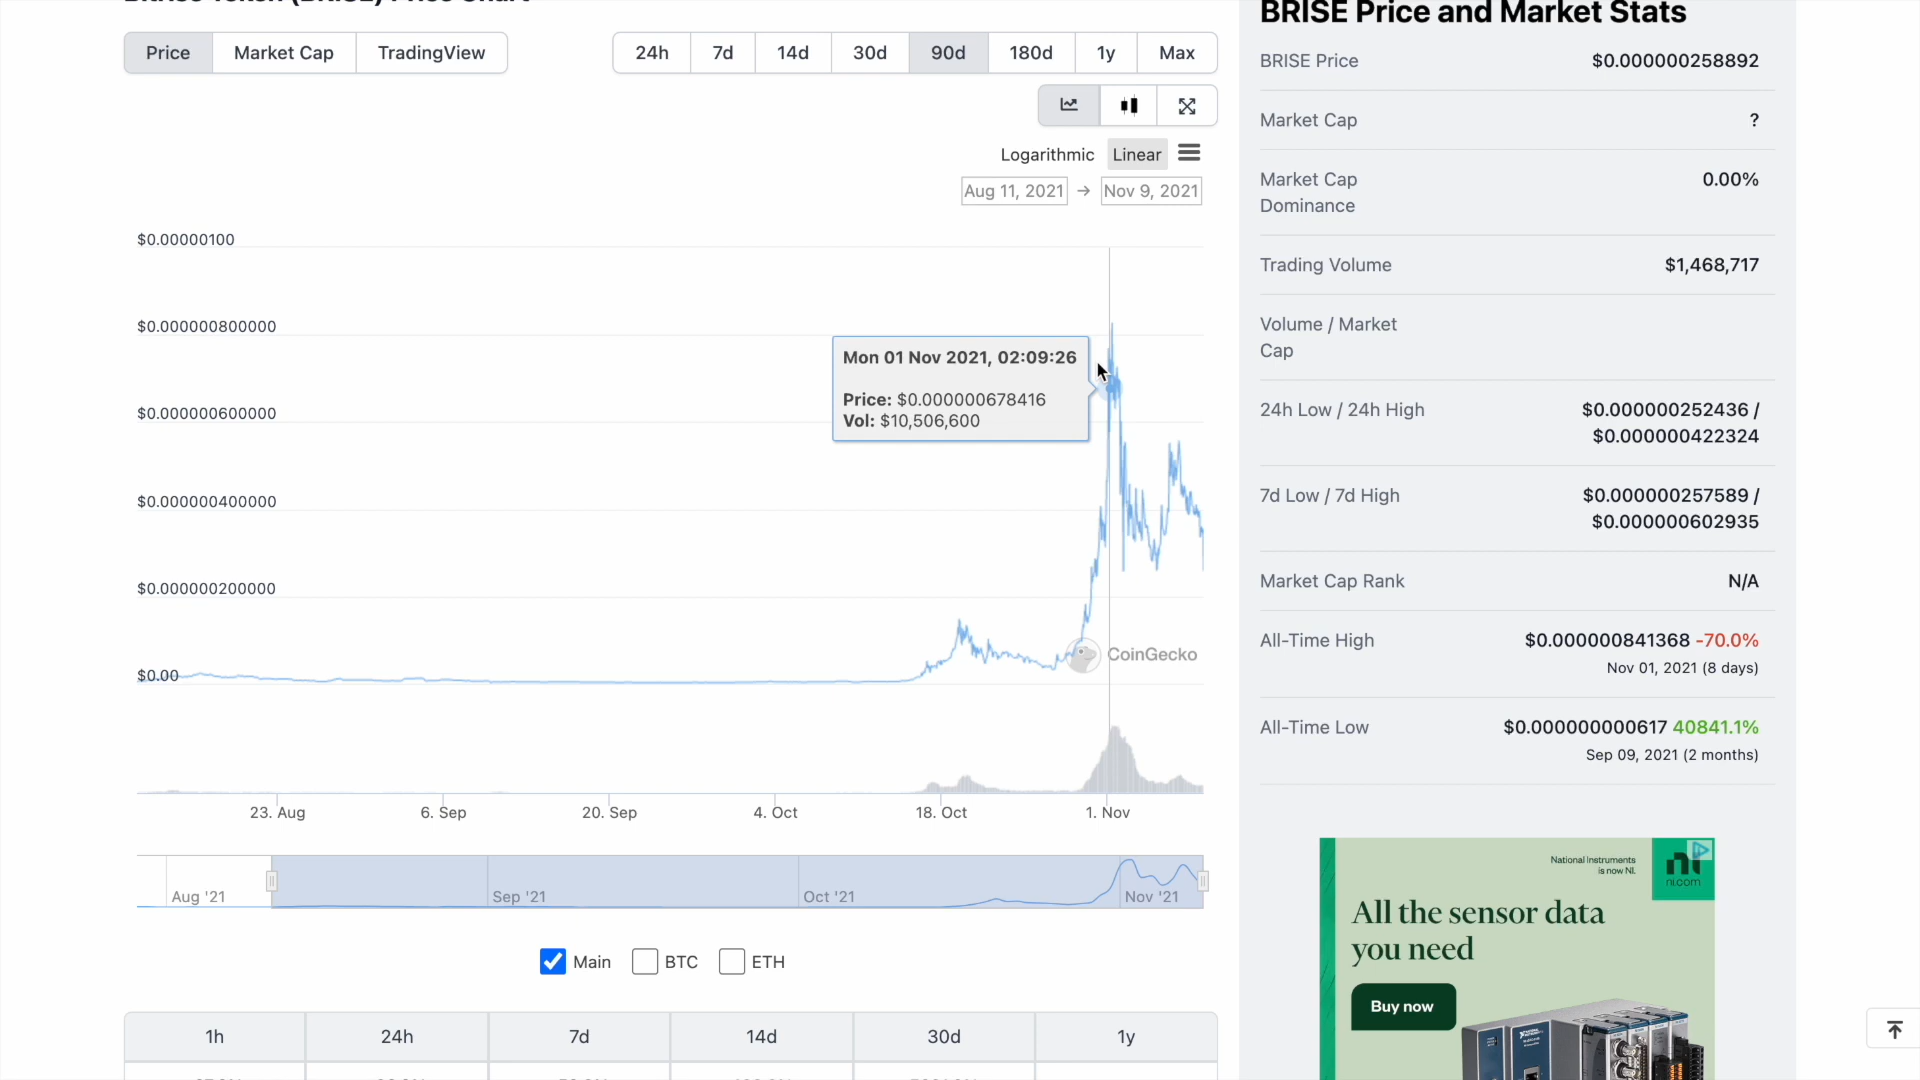 BRISE Price and Market Stats
Price
Market Cap
TradingView
24h
7d
14d
30d
90d
180d
1y
Max
Logarithmic
Linear
Aug 11, 2021 → Nov 9, 2021
$0.00000100
$0.000000800000
$0.000000600000
$0.000000400000
$0.000000200000
$0.00
Mon 01 Nov 2021, 02:09:26
Price: $0.000000678416
Vol: $10,506,600
CoinGecko
23. Aug
6. Sep
20. Sep
4. Oct
18. Oct
1. Nov
Aug '21
Sep '21
Oct '21
Nov '21
Main
BTC
ETH
1h
24h
7d
14d
30d
1y
BRISE Price
$0.000000258892
Market Cap
?
Market Cap
Dominance
0.00%
Trading Volume
$1,468,717
Volume / Market
Cap
24h Low / 24h High
$0.000000252436 /
$0.000000422324
7d Low / 7d High
$0.000000257589 /
$0.000000602935
Market Cap Rank
N/A
All-Time High
$0.000000841368 -70.0%
Nov 01, 2021 (8 days)
All-Time Low
$0.000000000617 40841.1%
Sep 09, 2021 (2 months)
National Instruments
is now NI.
ni
ni.com
All the sensor data
you need
Buy now